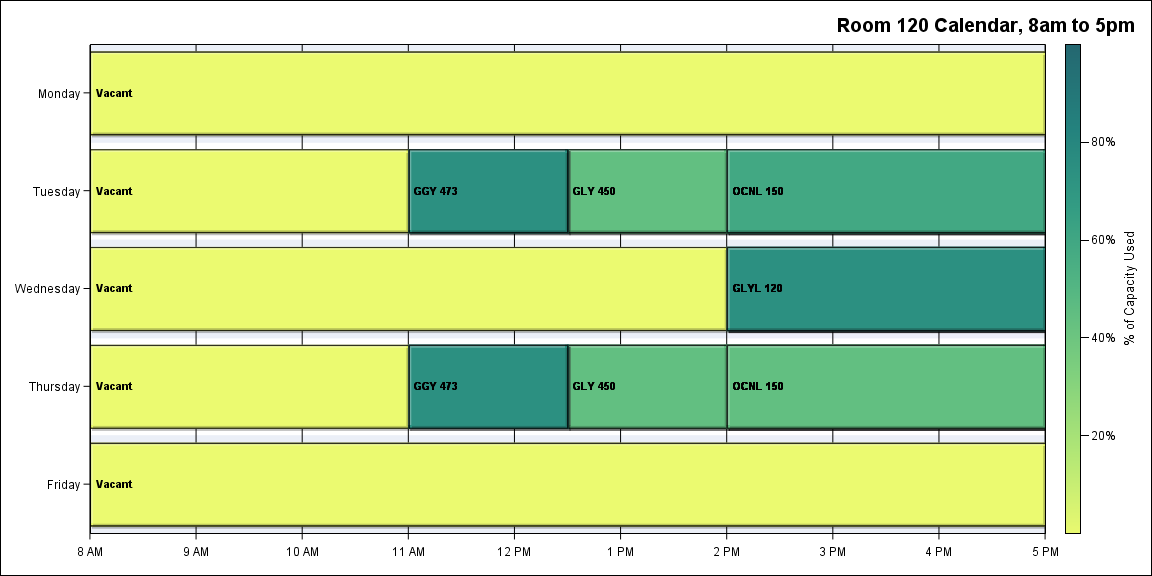 Room 120 Calendar, 8am to 5pm
Monday
Vacant
Tuesday
Vacant
GGY 473
GLY 450
OCNL 150
Wednesday
Vacant
GLYL 120
Thursday
Vacant
GGY 473
GLY 450
OCNL 150
Friday
Vacant
8 AM
9 AM
10 AM
11 AM
12 PM
1 PM
2 PM
3 PM
4 PM
5 PM
80%
60%
40%
20%
% of Capacity Used